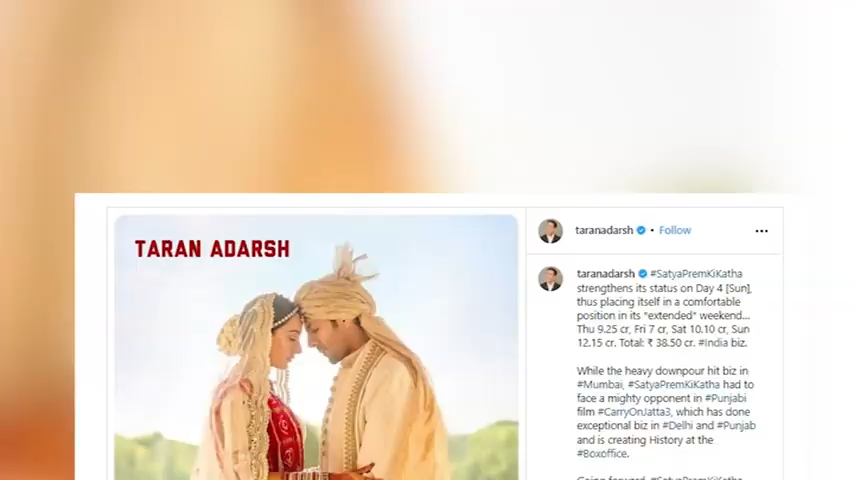 TARAN ADARSH
taranadarsh • Follow
taranadarsh #SatyaPremKiKatha
strengthens its status on Day 4 [Sun],
thus placing itself in a comfortable
position in its "extended" weekend...
Thu 9.25 cr, Fri 7 cr, Sat 10.10 cr, Sun
12.15 cr. Total: ₹ 38.50 cr. #India biz.
While the heavy downpour hit biz in
#Mumbai, #SatyaPremKiKatha had to
face a mighty opponent in #Punjabi
film #CarryOnJatta3, which has done
exceptional biz in #Delhi and #Punjab
and is creating History at the
#Boxoffice.
Going forward, #SatyaPremKiKatha